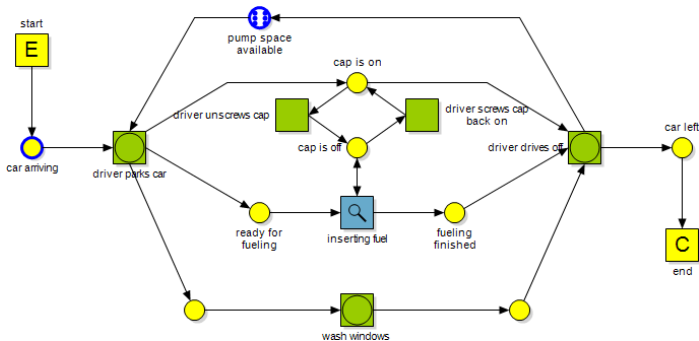 start
E
pump space
available
cap is on
driver unscrews cap
driver screws cap
back on
cap is off
car left
car arriving
driver parks car
driver drives off
ready for
fueling
inserting fuel
fueling
finished
C
end
wash windows